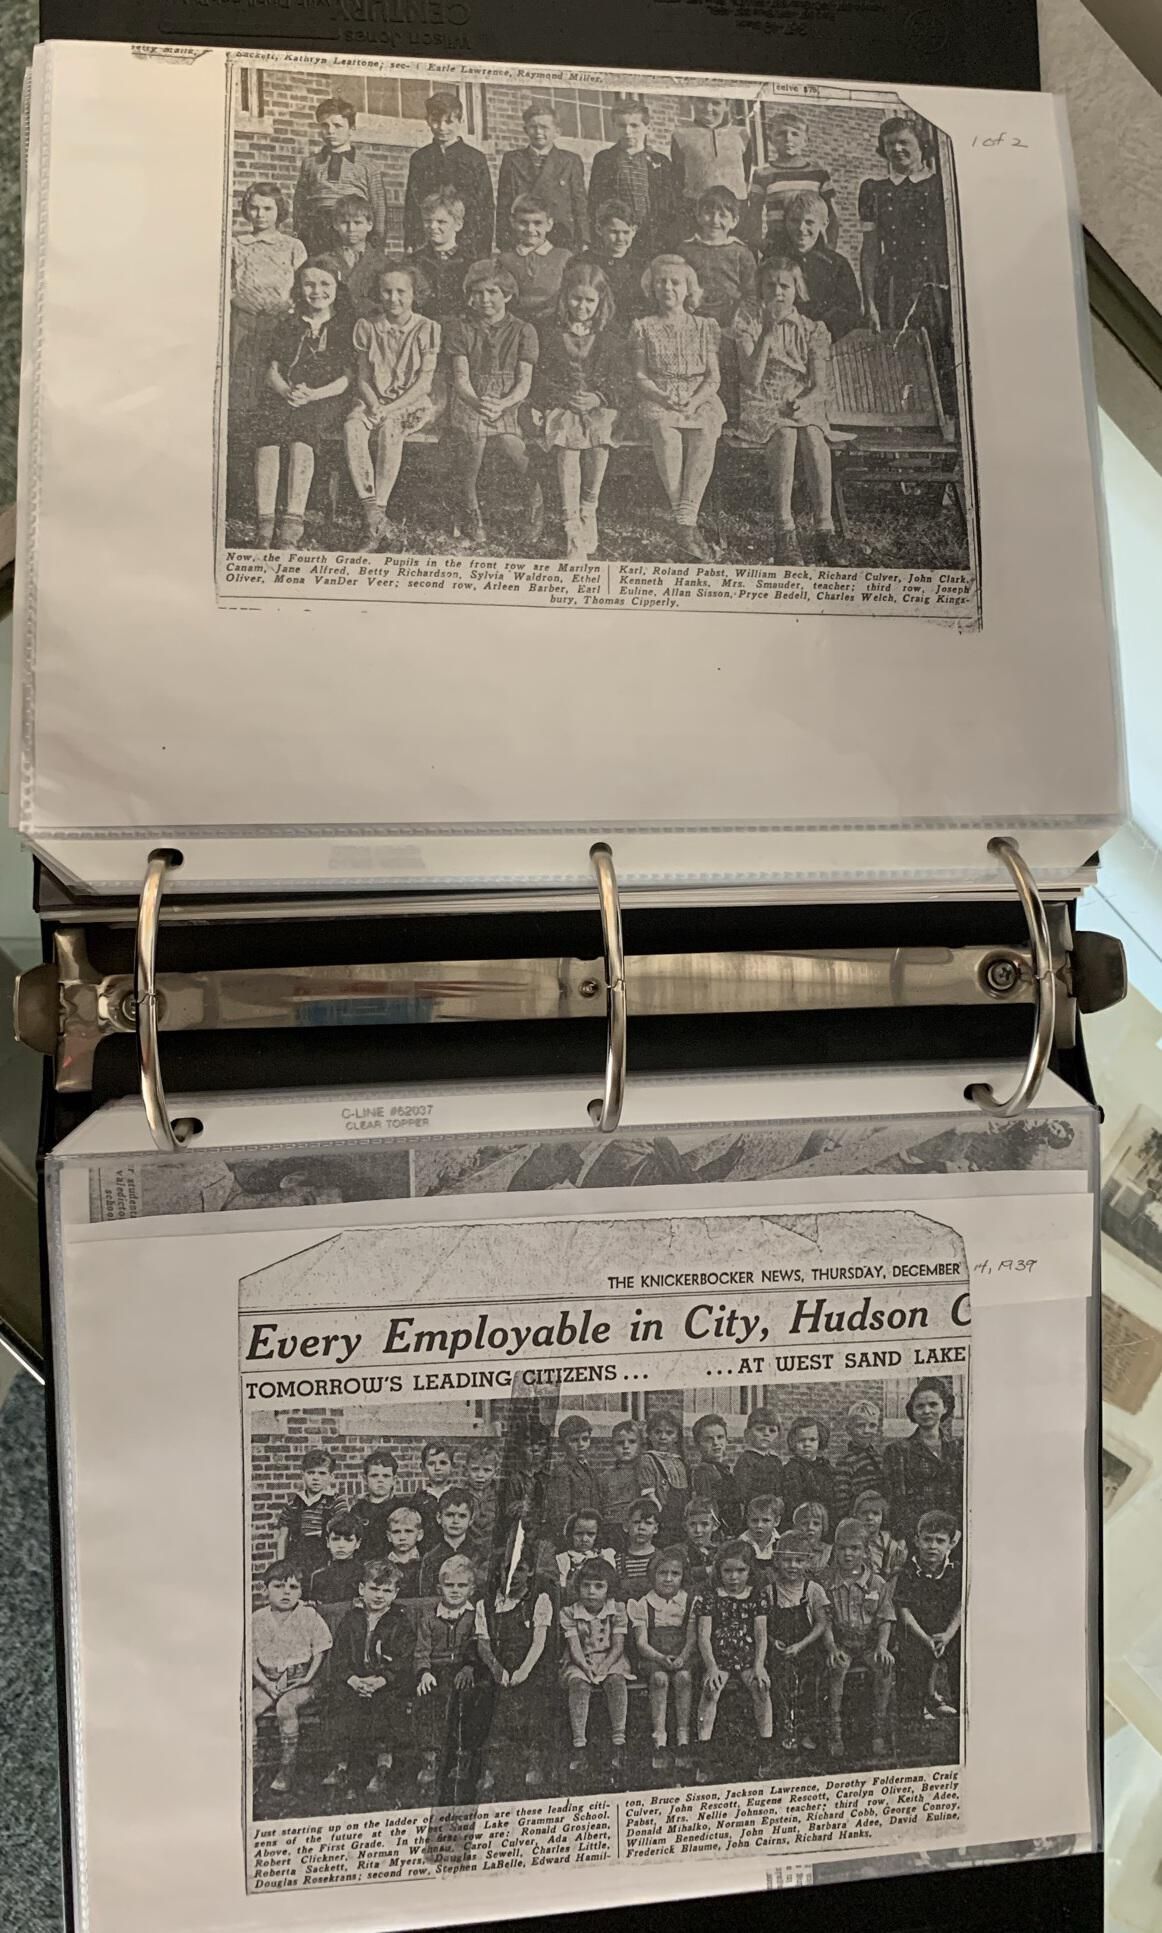 Sackett, Kathryn Leartone; sec-
Earle Lawrence, Raymond Miller.
ceive $75
1 of 2
Now, the Fourth Grade. Pupils in the front row are Marilyn
Canam, Jane Alfred, Betty Richardson, Sylvia Waldron, Ethel
Oliver, Mona VanDer Veer; second row, Arleen Barber, Earl
Karl, Roland Pabst, William Beck, Richard Culver, John Clark,
Kenneth Hanks, Mrs. Smauder, teacher; third row, Joseph
Euline, Allan Sisson, Pryce Bedell, Charles Welch, Craig Kings-
bury, Thomas Cipperly.
C-LINE #62037
CLEAR TOPPER
THE KNICKERBOCKER NEWS, THURSDAY, DECEMBER 14, 1939
Every Employable in City, Hudson C
TOMORROW'S LEADING CITIZENS... ...AT WEST SAND LAKE
Just starting up on the ladder of education are these leading citi-
zens of the future at the West Sand Lake Grammar School.
Above, the First Grade. In the first row are: Ronald Grosjean,
Robert Clickner, Norman Carol Culver, Ada Albert,
Roberta Sackett, Rita Myers, Douglas Sewell, Charles Little,
Douglas Rosekrans; second row, Stephen LaBelle, Edward Hamil-
ton, Bruce Sisson, Jackson Lawrence, Dorothy Folderman, Craig
Culver, John Rescott, Eugene Rescott, Carolyn Oliver, Beverly
Pabst, Mrs. Nellie Johnson, teacher; third row, Keith Adee,
Donald Mihalko, Norman Epstein, Richard Cobb, George Conroy,
William Benedictus, John Hunt, Barbara Adee, David Euline,
Frederick Blaume, John Cairns, Richard Hanks.